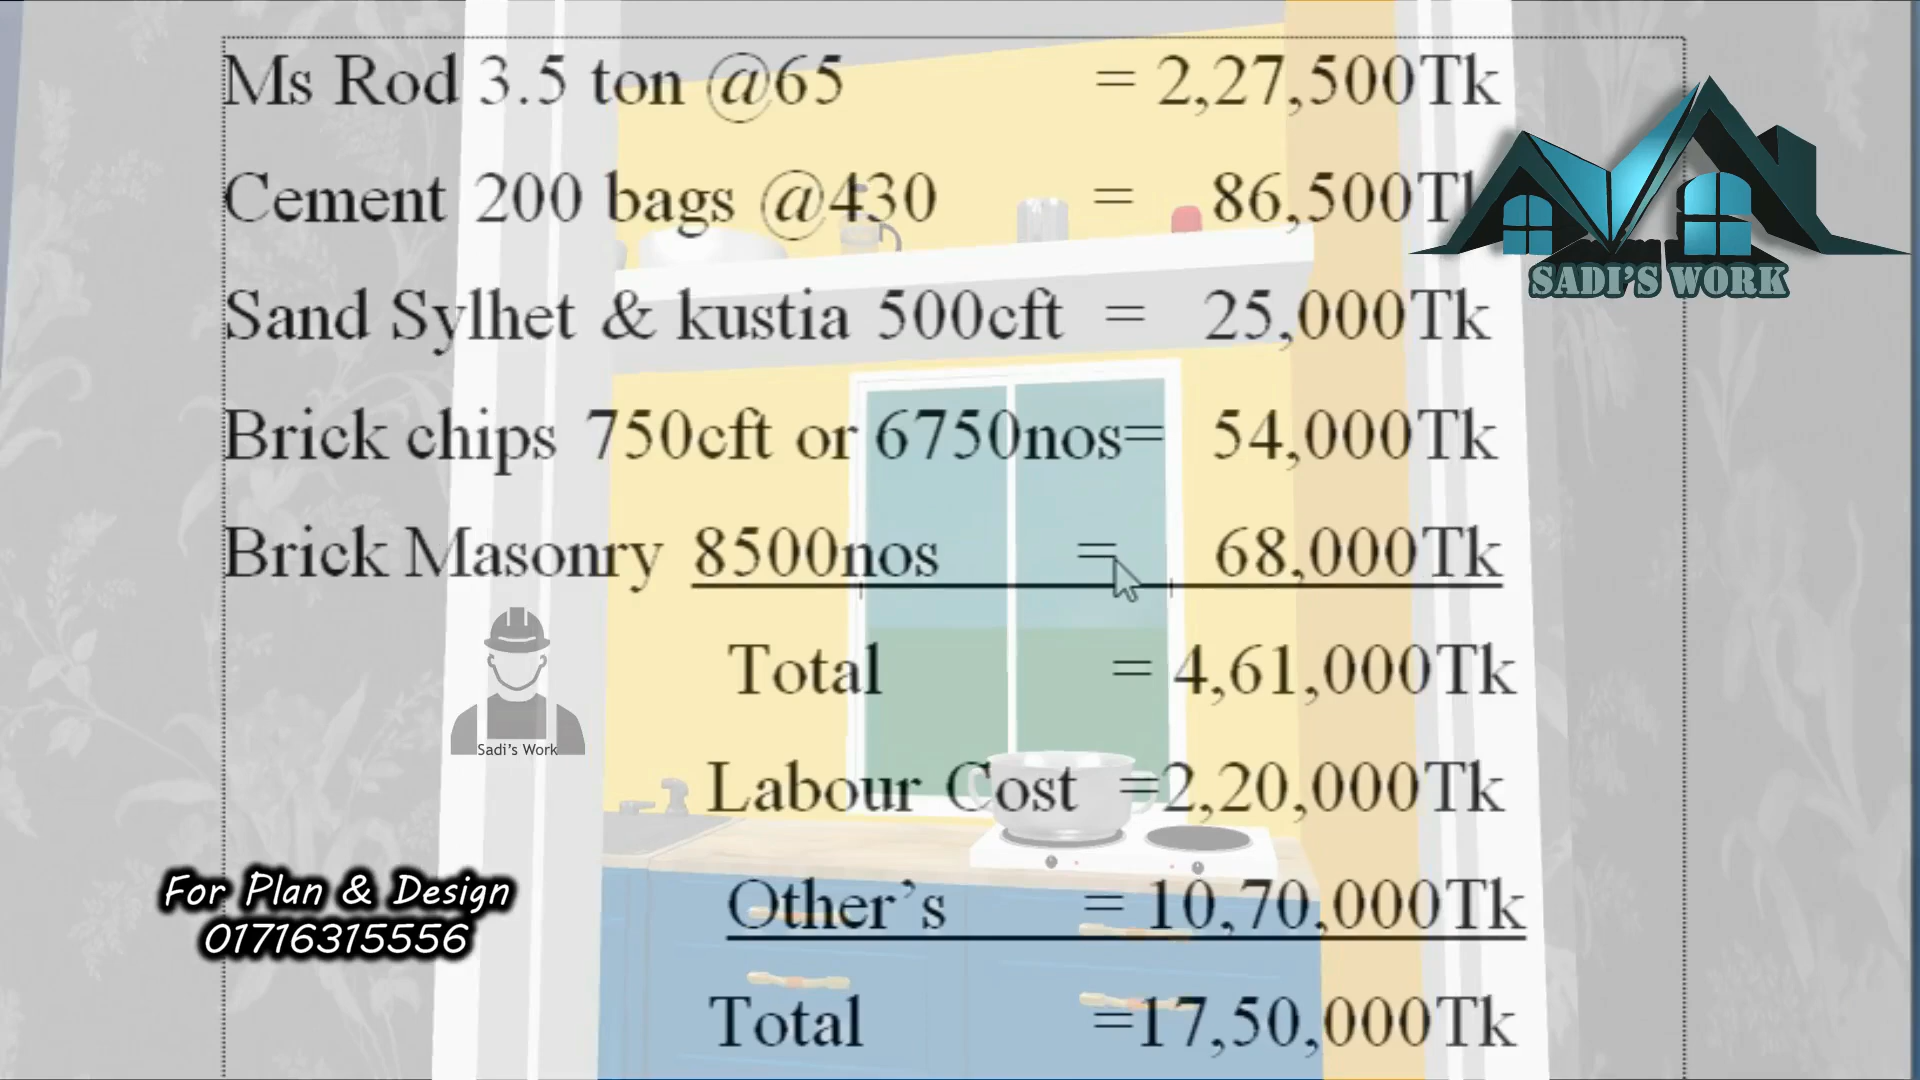 Ms Rod 3.5 ton @65 = 2,27,500Tk
Cement 200 bags @430 = 86,500Tk
Sand Sylhet & kustia 500cft = 25,000Tk
Brick chips 750cft or 6750nos= 54,000Tk
Brick Masonry 8500nos = 68,000Tk
Total = 4,61,000Tk
Labour Cost =2,20,000Tk
Other's = 10,70,000Tk
Total =17,50,000Tk
SADI'S WORK
Sadi's Work
For Plan & Design
01716315556